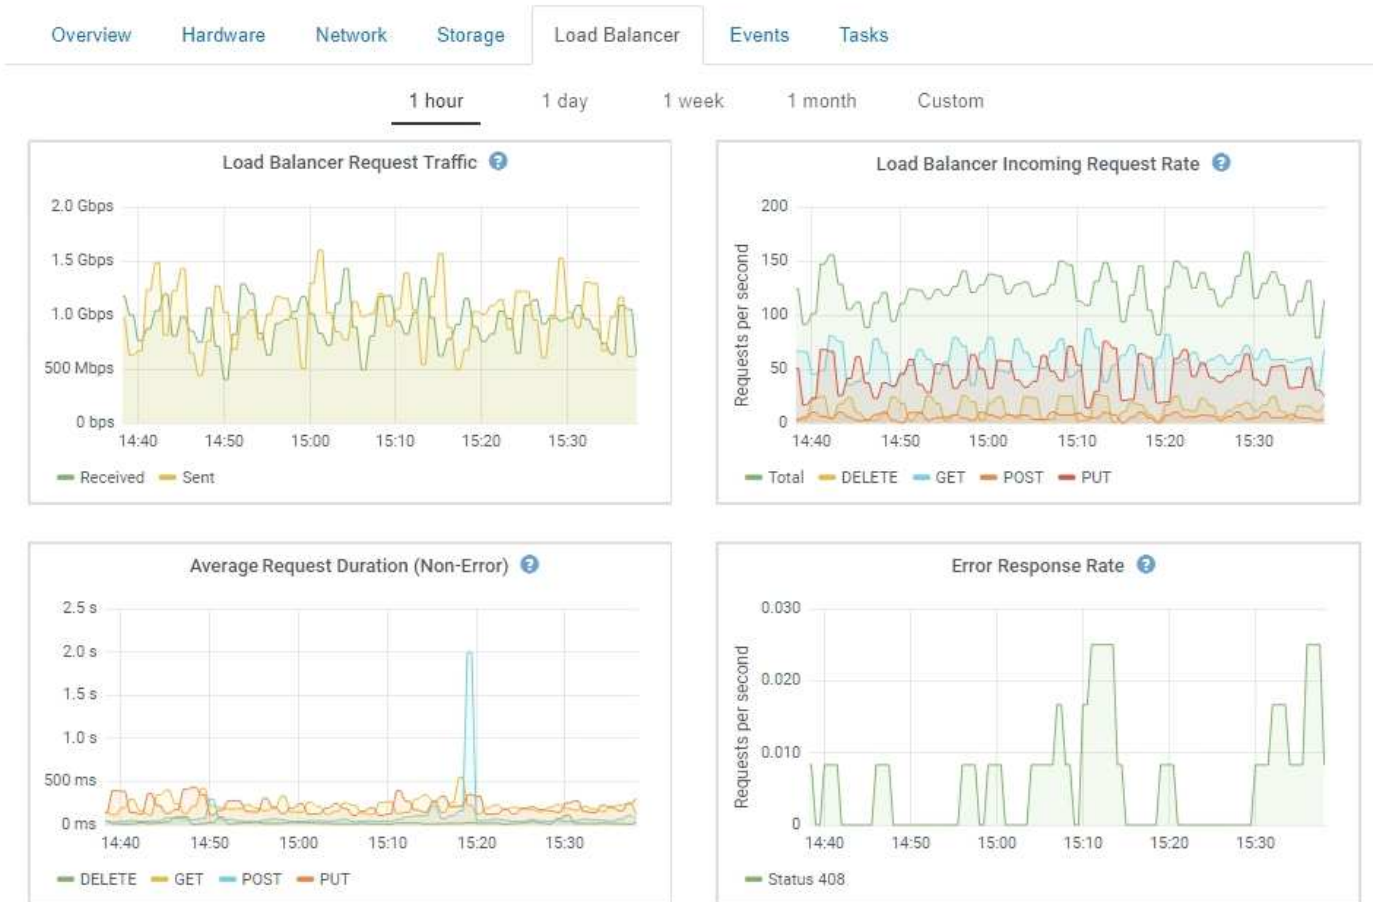 Overview Hardware Network Storage Load Balancer Events Tasks
1 hour 1 day 1 week 1 month Custom
Load Balancer Request Traffic ?
2.0 Gbps
1.5 Gbps
1.0 Gbps
500 Mbps
0 bps
14:40 14:50 15:00 15:10 15:20 15:30
Received Sent
Load Balancer Incoming Request Rate ?
Requests per second
200
150
100
50
0
14:40 14:50 15:00 15:10 15:20 15:30
Total DELETE GET POST PUT
Average Request Duration (Non-Error) ?
2.5 s
2.0 s
1.5 s
1.0 s
500 ms
0 ms
14:40 14:50 15:00 15:10 15:20 15:30
DELETE GET POST PUT
Error Response Rate ?
Requests per second
0.030
0.020
0.010
0
14:40 14:50 15:00 15:10 15:20 15:30
Status 408